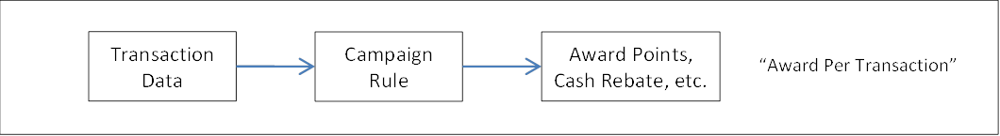 Transaction
Data
Campaign
Rule
Award Points,
Cash Rebate, etc.
“Award Per Transaction”